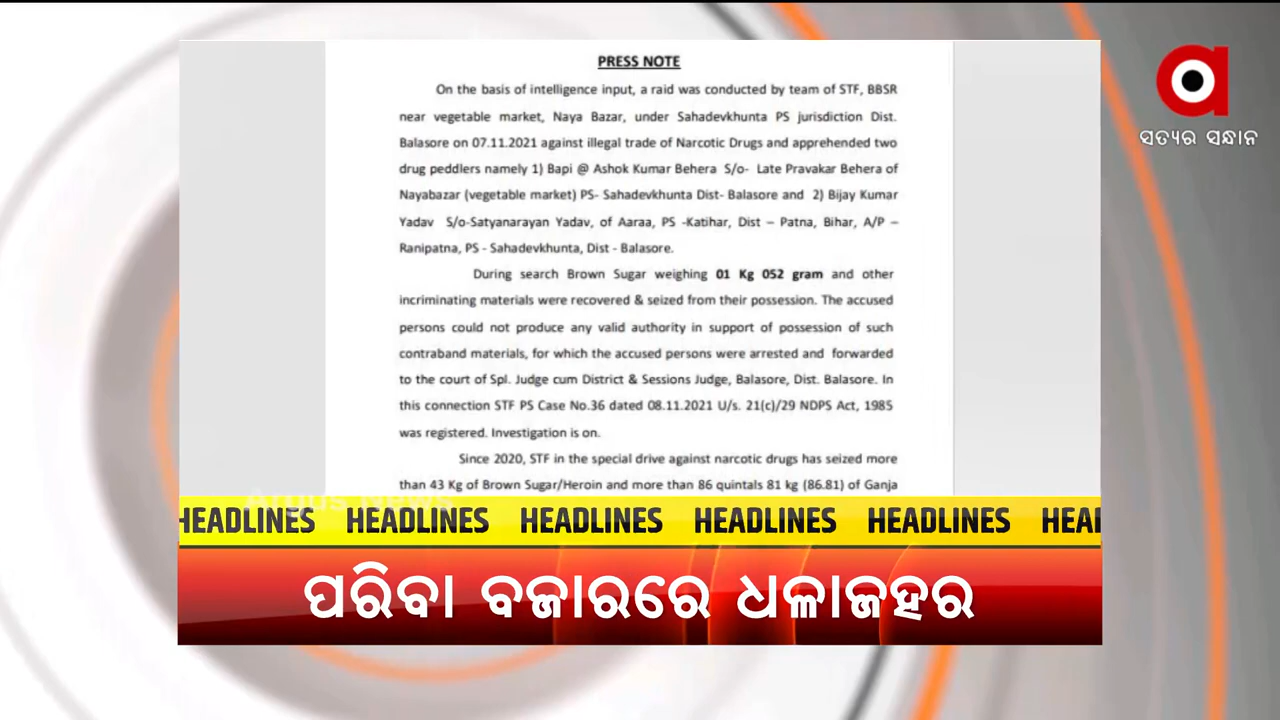 PRESS NOTE
On the basis of intelligence input, a raid was conducted by team of STF, BBSR
near vegetable market, Naya Bazar, under Sahadevkhunta PS jurisdiction Dist.
Balasore on 07.11.2021 against illegal trade of Narcotic Drugs and apprehended two
drug peddlers namely 1) Bapi @ Ashok Kumar Behera S/o- Late Pravakar Behera of
Nayabazar (vegetable market) PS- Sahadevkhunta Dist- Balasore and 2) Bijay Kumar
Yadav S/o-Satyanarayan Yadav, of Aaraa, PS -Katihar, Dist – Patna, Bihar, A/P –
Ranipatna, PS - Sahadevkhunta, Dist - Balasore.
During search Brown Sugar weighing 01 Kg 052 gram and other
incriminating materials were recovered & seized from their possession. The accused
persons could not produce any valid authority in support of possession of such
contraband materials, for which the accused persons were arrested and forwarded
to the court of Spl. Judge cum District & Sessions Judge, Balasore, Dist. Balasore. In
this connection STF PS Case No.36 dated 08.11.2021 U/s. 21(c)/29 NDPS Act, 1985
was registered. Investigation is on.
Since 2020, STF in the special drive against narcotic drugs has seized more
than 43 Kg of Brown Sugar/Heroin and more than 86 quintals 81 kg (86.81) of Ganja
a
ସତ୍ୟର ସନ୍ଧାନ
Argus News
HEADLINES HEADLINES HEADLINES HEADLINES HEADLINES HEAI
ପରିବା ବଜାରରେ ଧଳାଜହର